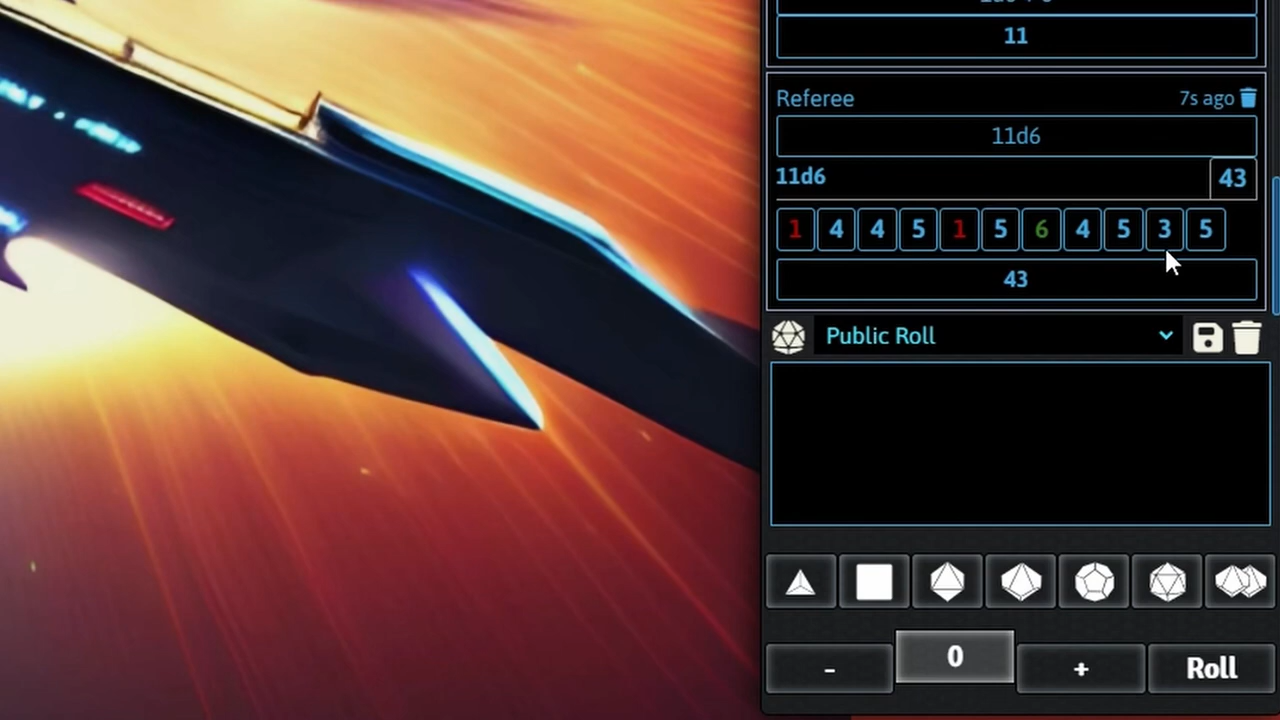 11
Referee 7s ago
11d6
11d6 43
1 4 4 5 1 5 6 4 5 3 5
43
Public Roll
- 0 + Roll